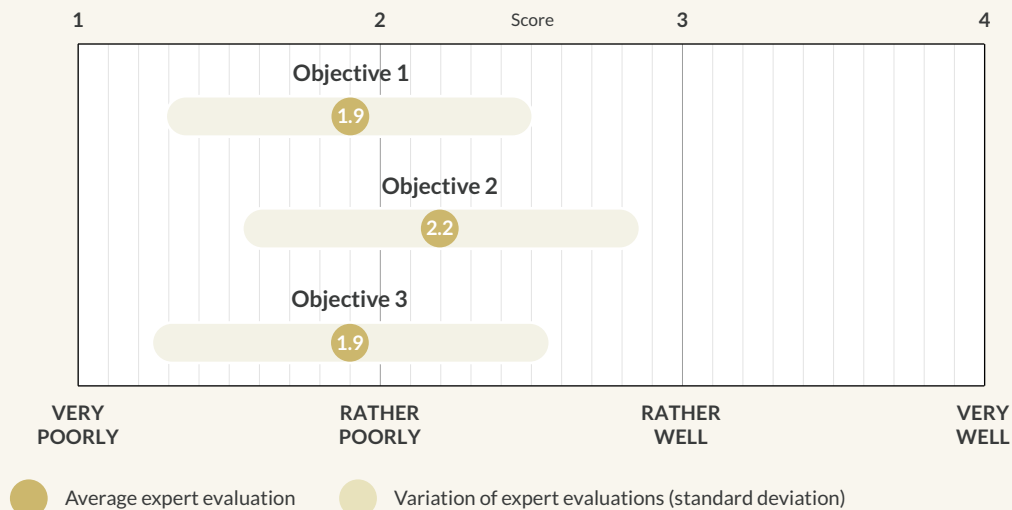 1 2 Score 3 4
Objective 1
1.9
Objective 2
2.2
Objective 3
1.9
VERY POORLY
RATHER POORLY
RATHER WELL
VERY WELL
Average expert evaluation
Variation of expert evaluations (standard deviation)